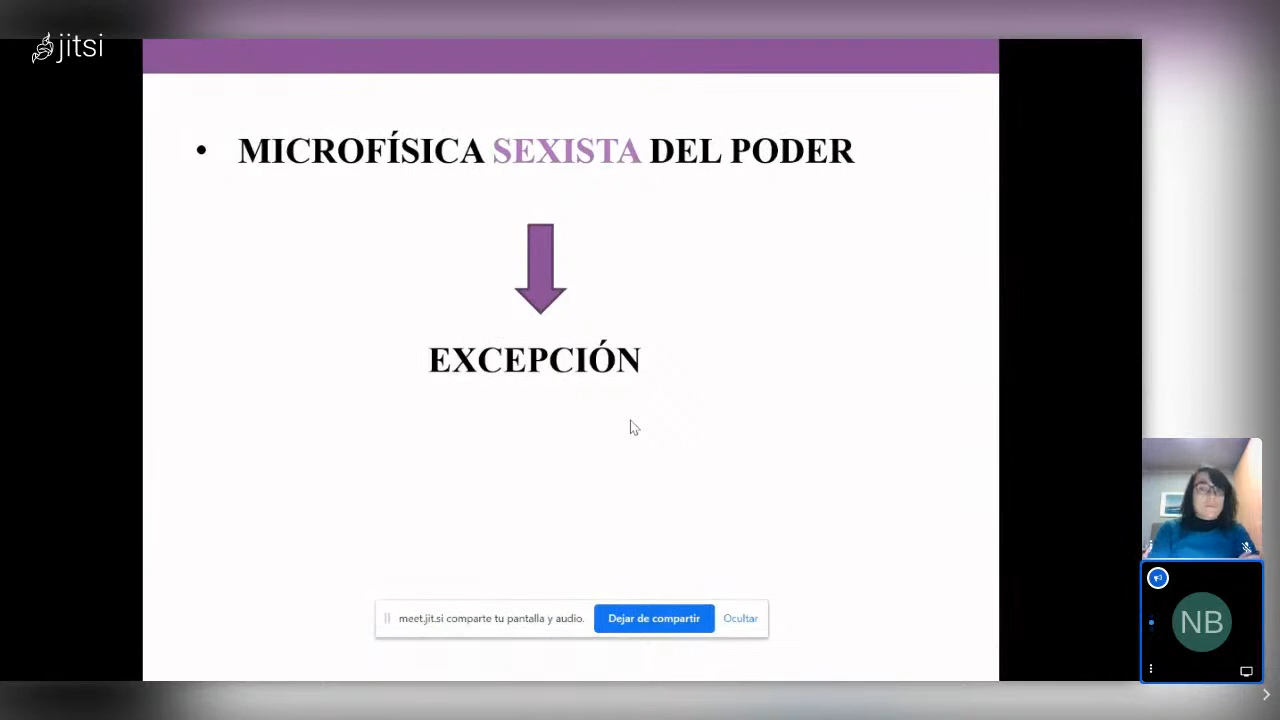 jitsi
• MICROFÍSICA SEXISTA DEL PODER
EXCEPCIÓN
meet.jit.si comparte tu pantalla y audio. Dejar de compartir Ocultar
NB